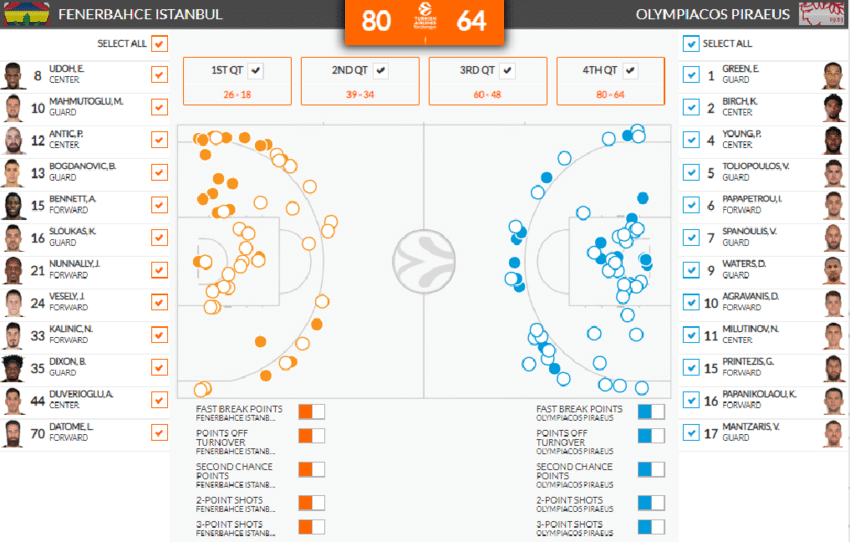 FENERBAHCE ISTANBUL
80
TURKISH AIRLINES
64
OLYMPIACOS PIRAEUS
SELECT ALL
SELECT ALL
1ST QT
2ND QT
3RD QT
4TH QT
26 - 18
39 - 34
60 - 48
80 - 64
8 UDOH, E.
CENTER
10 MAHMUTOGLU, M.
GUARD
12 ANTIC, P.
CENTER
13 BOGDANOVIC, B.
GUARD
15 BENNETT, A.
FORWARD
16 SLOUKAS, K.
GUARD
21 NUNNALLY, J.
FORWARD
24 VESELY, J.
FORWARD
33 KALINIC, N.
FORWARD
35 DIXON, B.
GUARD
44 DUVERIOGLU, A.
CENTER
70 DATOME, L.
FORWARD
1 GREEN, E.
GUARD
2 BIRCH, K.
CENTER
4 YOUNG, P.
CENTER
5 TOLIOPOULOS, V.
GUARD
6 PAPAPETROU, I.
FORWARD
7 SPANOULIS, V.
GUARD
9 WATERS, D.
GUARD
10 AGRAVANIS, D.
FORWARD
11 MILUTINOV, N.
CENTER
15 PRINTEZIS, G.
FORWARD
16 PAPANIKOLAOU, K.
FORWARD
17 MANTZARIS, V.
GUARD
FAST BREAK POINTS
FENERBAHCE ISTANB...
POINTS OFF
TURNOVER
FENERBAHCE ISTANB...
SECOND CHANCE
POINTS
FENERBAHCE ISTANB...
2-POINT SHOTS
FENERBAHCE ISTANB...
3-POINT SHOTS
FENERBAHCE ISTANB...
FAST BREAK POINTS
OLYMPIACOS PIRAEUS
POINTS OFF
TURNOVER
OLYMPIACOS PIRAEUS
SECOND CHANCE
POINTS
OLYMPIACOS PIRAEUS
2-POINT SHOTS
OLYMPIACOS PIRAEUS
3-POINT SHOTS
OLYMPIACOS PIRAEUS